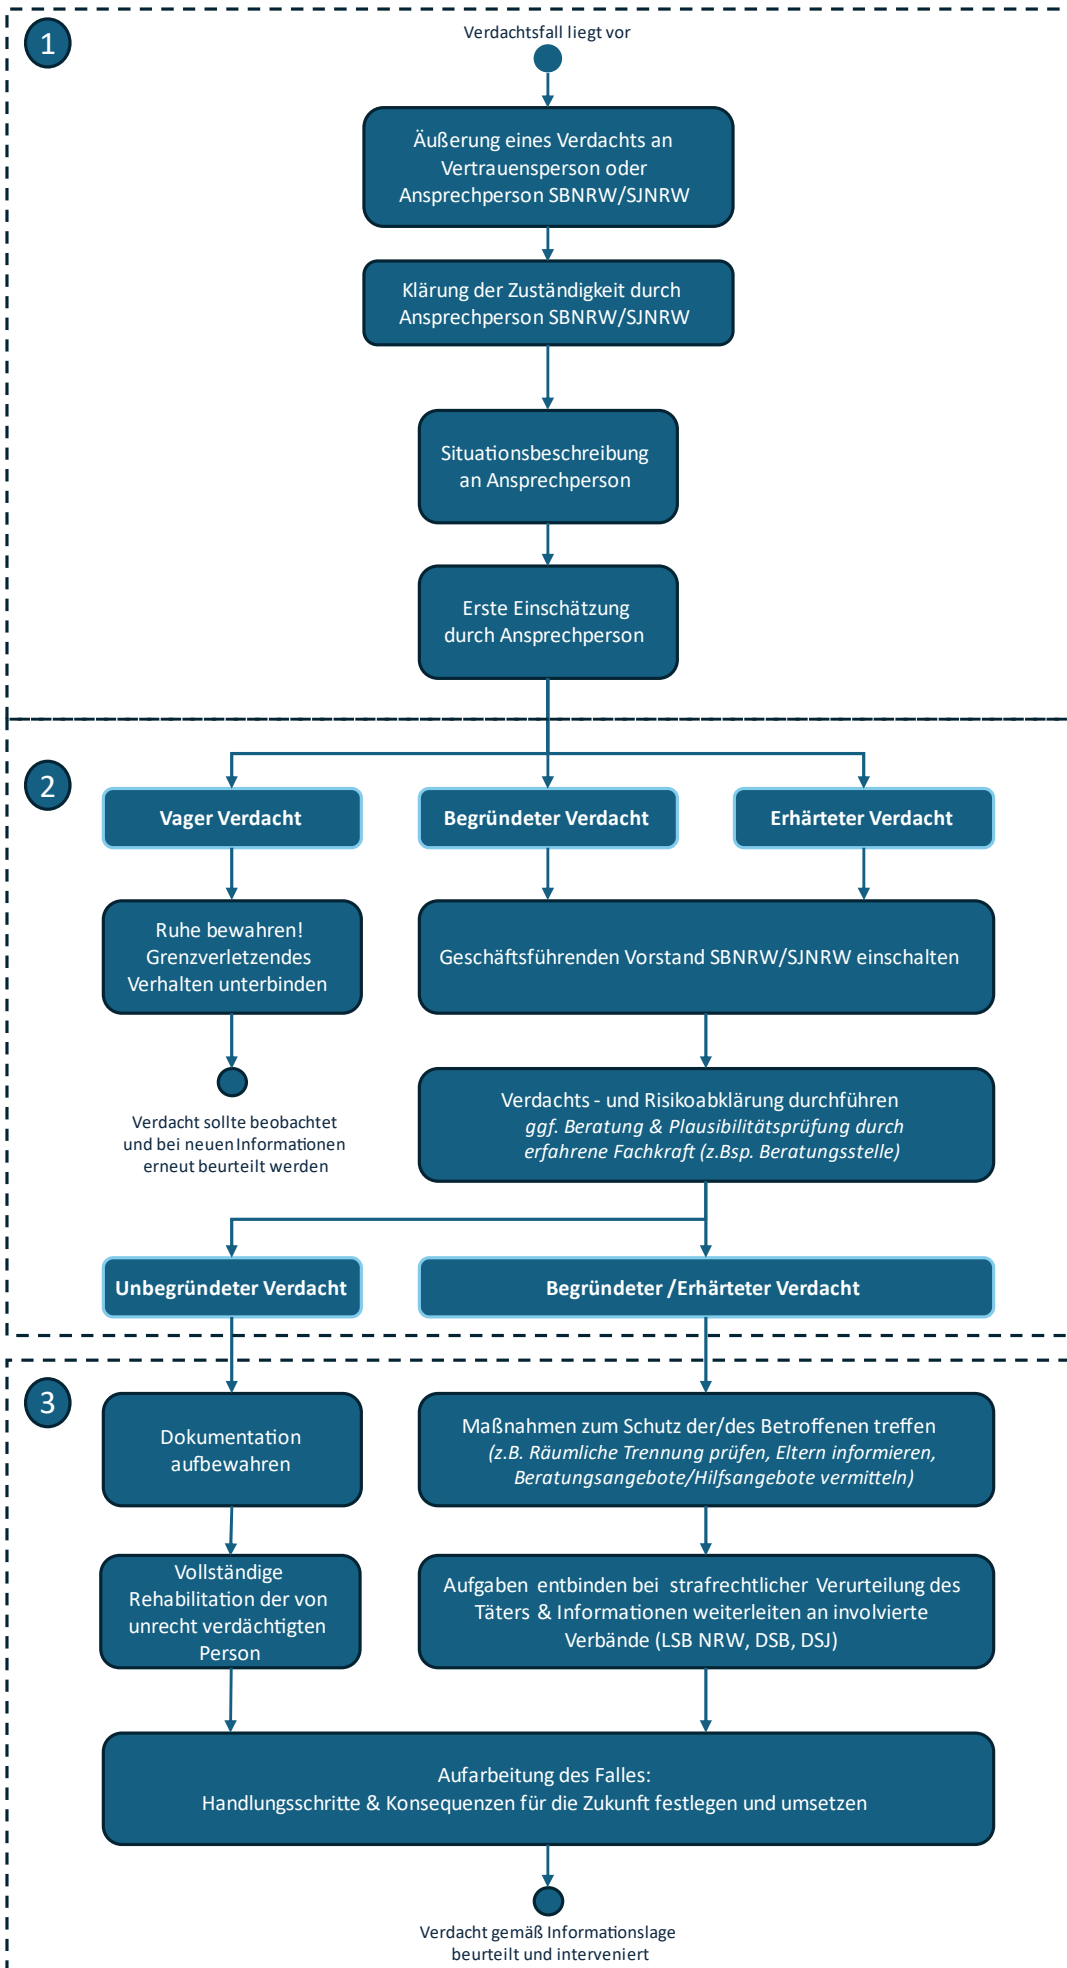 1
Verdachtsfall liegt vor
Äußerung eines Verdachts an
Vertrauensperson oder
Ansprechperson SBNRW/SJNRW
Klärung der Zuständigkeit durch
Ansprechperson SBNRW/SJNRW
Situationsbeschreibung
an Ansprechperson
Erste Einschätzung
durch Ansprechperson
2
Vager Verdacht
Begründeter Verdacht
Erhärteter Verdacht
Ruhe bewahren!
Grenzverletzendes
Verhalten unterbinden
Geschäftsführenden Vorstand SBNRW/SJNRW einschalten
Verdacht sollte beobachtet
und bei neuen Informationen
erneut beurteilt werden
Verdachts - und Risikoabklärung durchführen
ggf. Beratung & Plausibilitätsprüfung durch
erfahrene Fachkraft (z.Bsp. Beratungsstelle)
Unbegründeter Verdacht
Begründeter /Erhärteter Verdacht
3
Dokumentation
aufbewahren
Maßnahmen zum Schutz der/des Betroffenen treffen
(z.B. Räumliche Trennung prüfen, Eltern informieren,
Beratungsangebote/Hilfsangebote vermitteln)
Vollständige
Rehabilitation der von
unrecht verdächtigten
Person
Aufgaben entbinden bei strafrechtlicher Verurteilung des
Täters & Informationen weiterleiten an involvierte
Verbände (LSB NRW, DSB, DSJ)
Aufarbeitung des Falles:
Handlungsschritte & Konsequenzen für die Zukunft festlegen und umsetzen
Verdacht gemäß Informationslage
beurteilt und interveniert